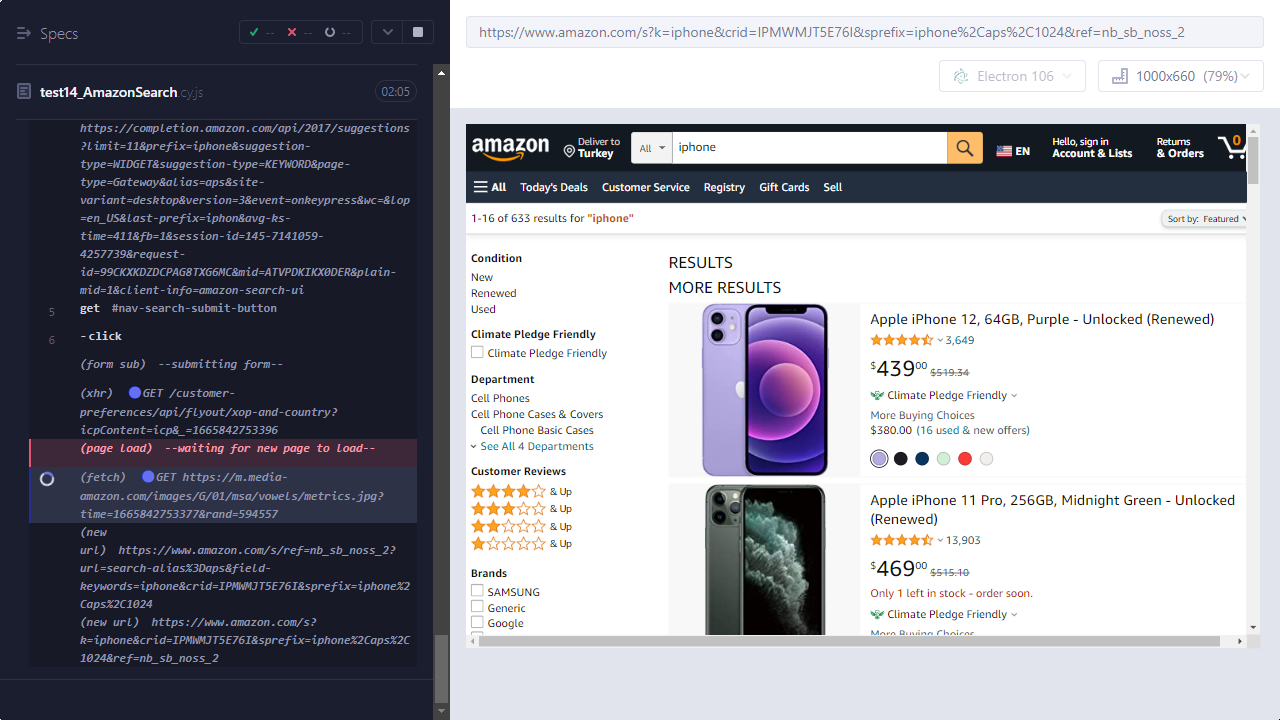 Specs
-- -- --
test14_AmazonSearch.cy.js 02:05
https://completion.amazon.com/api/2017/suggestions
?limit=11&prefix=iphone&suggestion-
type=WIDGET&suggestion-type=KEYWORD&page-
type=Gateway&alias=aps&site-
variant=desktop&version=3&event=onkeypress&wc=&lop
=en_US&last-prefix=iphon&avg-ks-
time=411&fb=1&session-id=145-7141059-
4257739&request-
id=99CKXKDZDCPAG8TXG6MC&mid=ATVPDKIKX0DER&plain-
mid=1&client-info=amazon-search-ui
5 get #nav-search-submit-button
6 -click
(form sub) --submitting form--
(xhr) GET /customer-
preferences/api/flyout/xop-and-country?
icpContent=icp&_=1665842753396
(page load) --waiting for new page to load--
(fetch) GET https://m.media-
amazon.com/images/G/01/msa/vowels/metrics.jpg?
time=1665842753377&rand=594557
(new
url) https://www.amazon.com/s/ref=nb_sb_noss_2?
url=search-alias%3Daps&field-
keywords=iphone&crid=IPMWMJT5E76I&sprefix=iphone%2
Caps%2C1024
(new url) https://www.amazon.com/s?
k=iphone&crid=IPMWMJT5E76I&sprefix=iphone%2Caps%2C
1024&ref=nb_sb_noss_2
https://www.amazon.com/s?k=iphone&crid=IPMWMJT5E76I&sprefix=iphone%2Caps%2C1024&ref=nb_sb_noss_2
Electron 106
1000x660 (79%)
amazon
Deliver to
Turkey
All
iphone
EN
Hello, sign in
Account & Lists
Returns
& Orders
0
All Today's Deals Customer Service Registry Gift Cards Sell
1-16 of 633 results for "iphone"
Sort by: Featured
Condition
New
Renewed
Used
Climate Pledge Friendly
Climate Pledge Friendly
Department
Cell Phones
Cell Phone Cases & Covers
Cell Phone Basic Cases
See All 4 Departments
Customer Reviews
& Up
& Up
& Up
& Up
Brands
SAMSUNG
Generic
Google
RESULTS
MORE RESULTS
Apple iPhone 12, 64GB, Purple - Unlocked (Renewed)
3,649
$43900 $519.34
Climate Pledge Friendly
More Buying Choices
$380.00 (16 used & new offers)
Apple iPhone 11 Pro, 256GB, Midnight Green - Unlocked
(Renewed)
13,903
$46900 $515.10
Only 1 left in stock - order soon.
Climate Pledge Friendly
More Buying Choices